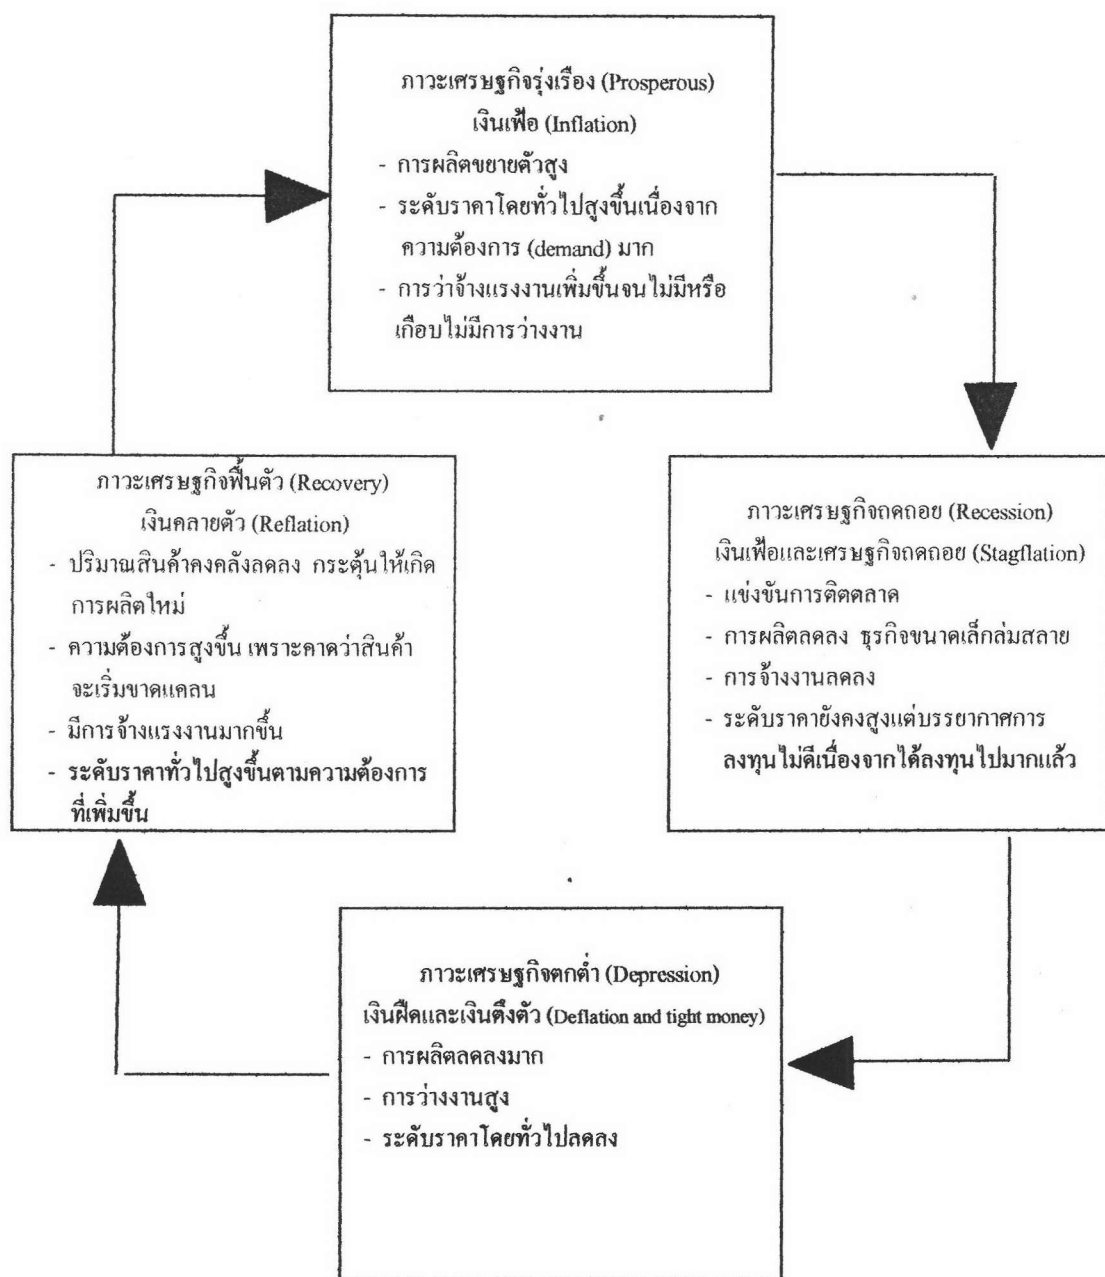 ภาวะเศรษฐกิจรุ่งเรือง (Prosperous)
เงินเฟ้อ (Inflation)
- การผลิตขยายตัวสูง
- ระดับราคาโดยทั่วไปสูงขึ้นเนื่องจาก
ความต้องการ (demand) มาก
- การว่าจ้างแรงงานเพิ่มขึ้นจนไม่มีหรือ
เกือบไม่มีการว่างงาน
ภาวะเศรษฐกิจฟื้นตัว (Recovery)
เงินคลายตัว (Reflation)
- ปริมาณสินค้าคงคลังลดลง กระตุ้นให้เกิด
การผลิตใหม่
- ความต้องการสูงขึ้น เพราะคาดว่าสินค้า
จะเริ่มขาดแคลน
- มีการจ้างแรงงานมากขึ้น
- ระดับราคาทั่วไปสูงขึ้นตามความต้องการ
ที่เพิ่มขึ้น
ภาวะเศรษฐกิจถดถอย (Recession)
เงินเฟ้อและเศรษฐกิจถดถอย (Stagflation)
- แข่งขันการติตตลาด
- การผลิตลดลง ธุรกิจขนาดเล็กล่มสลาย
- การจ้างงานลดลง
- ระดับราคายังคงสูงแต่บรรยากาศการ
ลงทุนไม่ดีเนื่องจากได้ลงทุนไปมากแล้ว
ภาวะเศรษฐกิจตกต่ำ (Depression)
เงินฝืดและเงินตึงตัว (Deflation and tight money)
- การผลิตลดลงมาก
- การว่างงานสูง
- ระดับราคาโดยทั่วไปลดลง